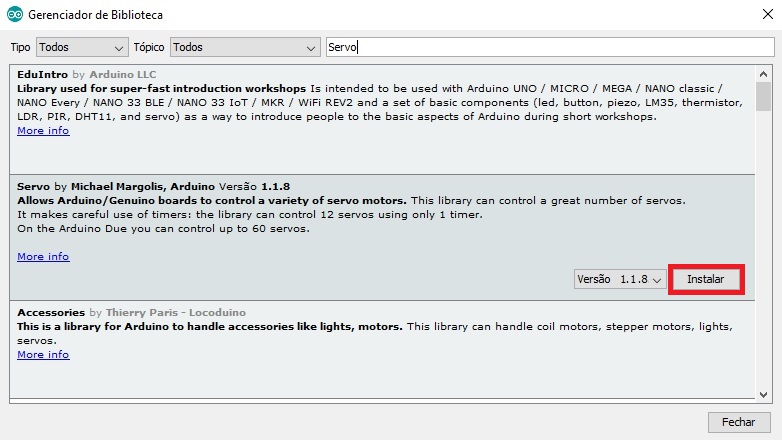 Gerenciador de Biblioteca
Tipo Todos Tópico Todos Servo
EduIntro by Arduino LLC
Library used for super-fast introduction workshops Is intended to be used with Arduino UNO / MICRO / MEGA / NANO classic /
NANO Every / NANO 33 BLE / NANO 33 IoT / MKR / WiFi REV2 and a set of basic components (led, button, piezo, LM35, thermistor,
LDR, PIR, DHT11, and servo) as a way to introduce people to the basic aspects of Arduino during short workshops.
More info
Servo by Michael Margolis, Arduino Versão 1.1.8
Allows Arduino/Genuino boards to control a variety of servo motors. This library can control a great number of servos.
It makes careful use of timers: the library can control 12 servos using only 1 timer.
On the Arduino Due you can control up to 60 servos.
More info
Versão 1.1.8 Instalar
Accessories by Thierry Paris - Locoduino
This is a library for Arduino to handle accessories like lights, motors. This library can handle coil motors, stepper motors, lights,
servos.
More info
Fechar